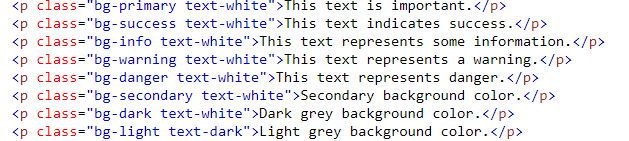 <p class="bg-primary text-white">This text is important.</p>
<p class="bg-success text-white">This text indicates success.</p>
<p class="bg-info text-white">This text represents some information.</p>
<p class="bg-warning text-white">This text represents a warning.</p>
<p class="bg-danger text-white">This text represents danger.</p>
<p class="bg-secondary text-white">Secondary background color.</p>
<p class="bg-dark text-white">Dark grey background color.</p>
<p class="bg-light text-dark">Light grey background color.</p>